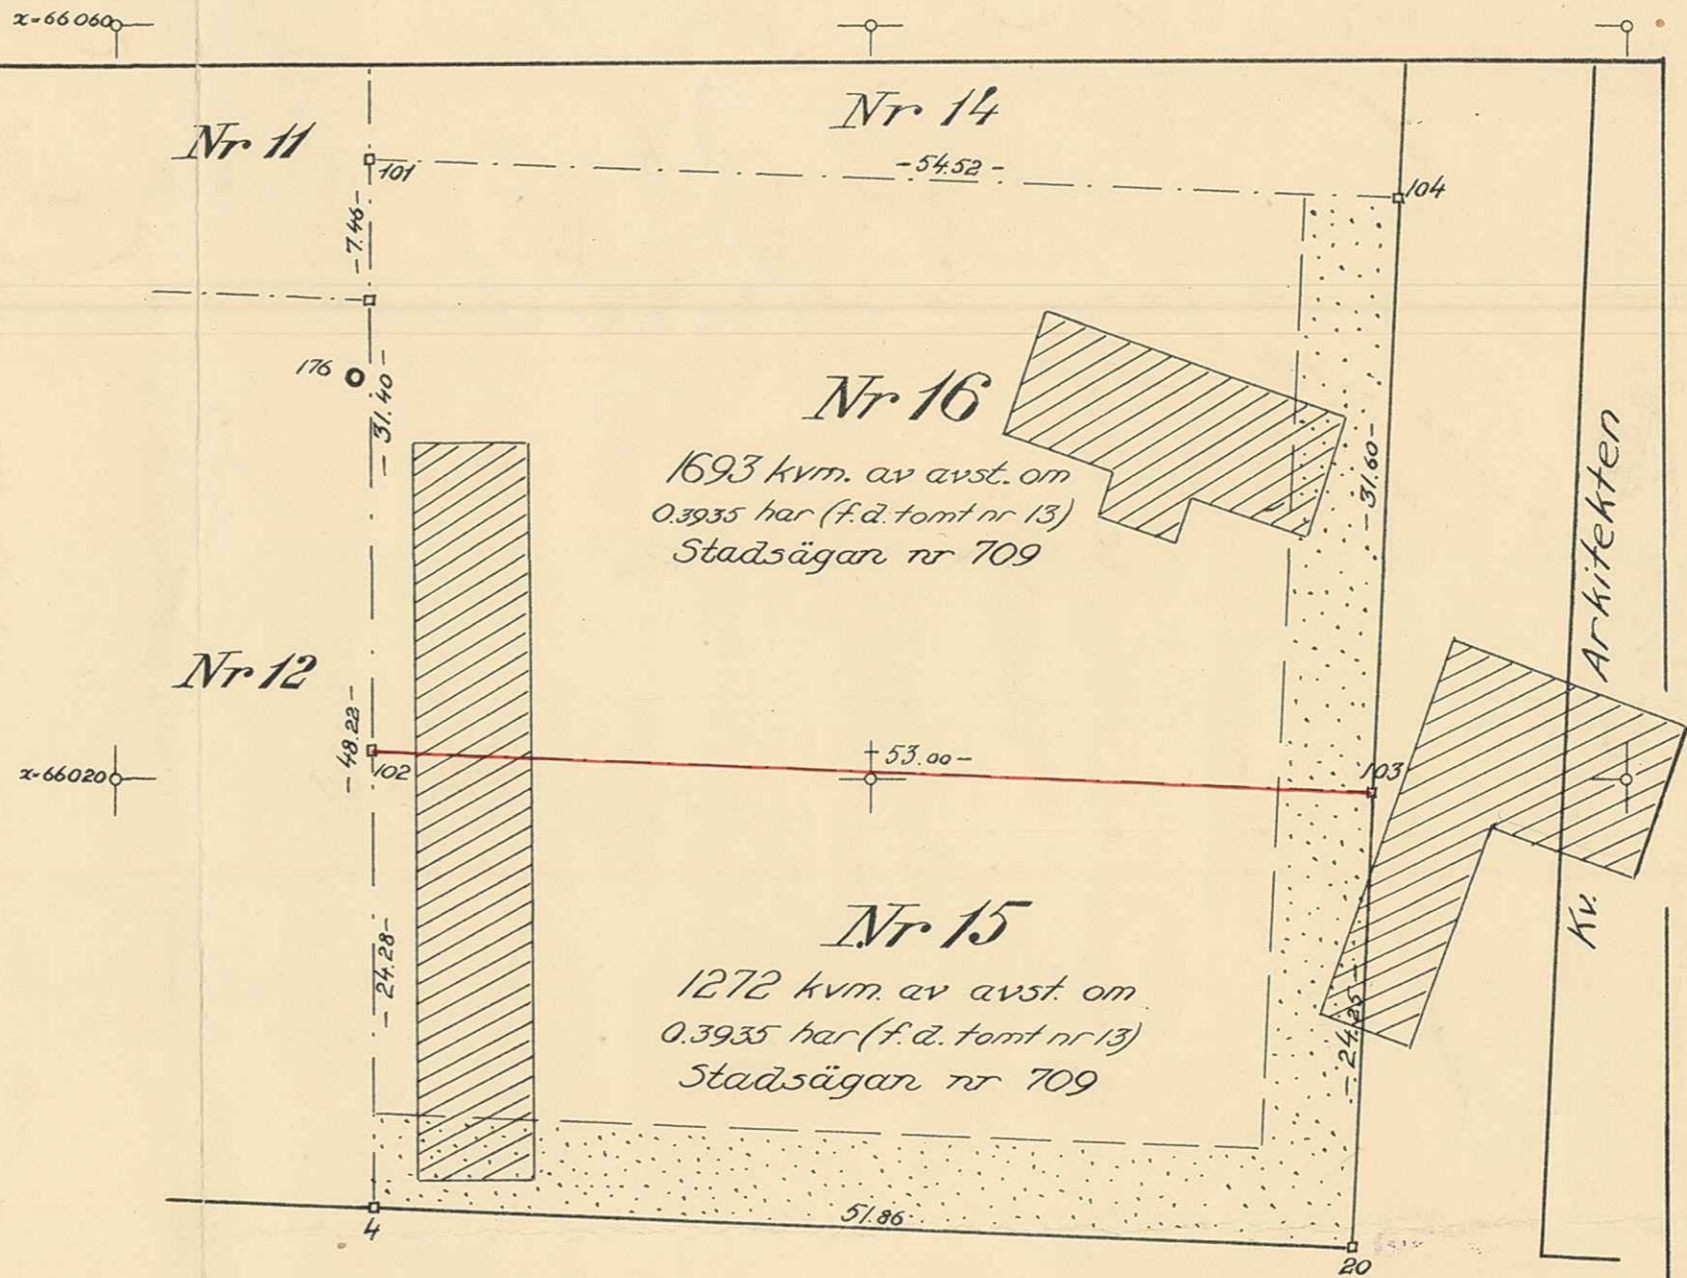 x=66060
Nr 14
Nr 11
-54.52-
101
104
-7.46-
176
-31.40-
Nr 16
1693 kvm. av avst. om
0.3935 har (f.d. tomt nr 13)
Stadsägan nr 709
-31.60-
Kv. Arkitekten
Nr 12
-48.22-
53.00-
x=66020
102
103
Nr 15
1272 kvm. av avst. om
0.3935 har (f.d. tomt nr 13)
Stadsägan nr 709
-24.28-
-24.25-
51.86
4
20